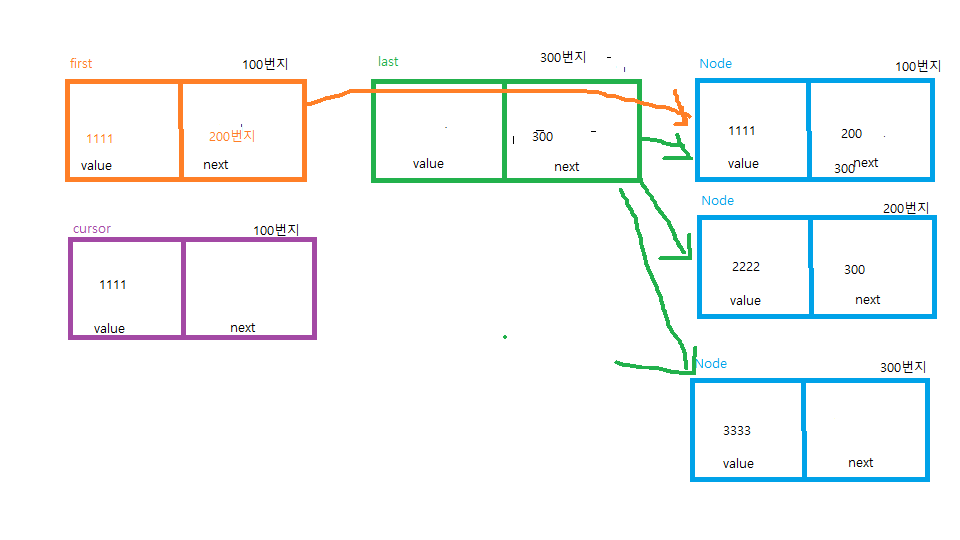 first
100번지
1111
200번지
value
next
last
300번지
300
value
next
Node
100번지
1111
200
value
300
next
cursor
100번지
1111
value
next
Node
200번지
2222
300
value
next
Node
300번지
3333
value
next